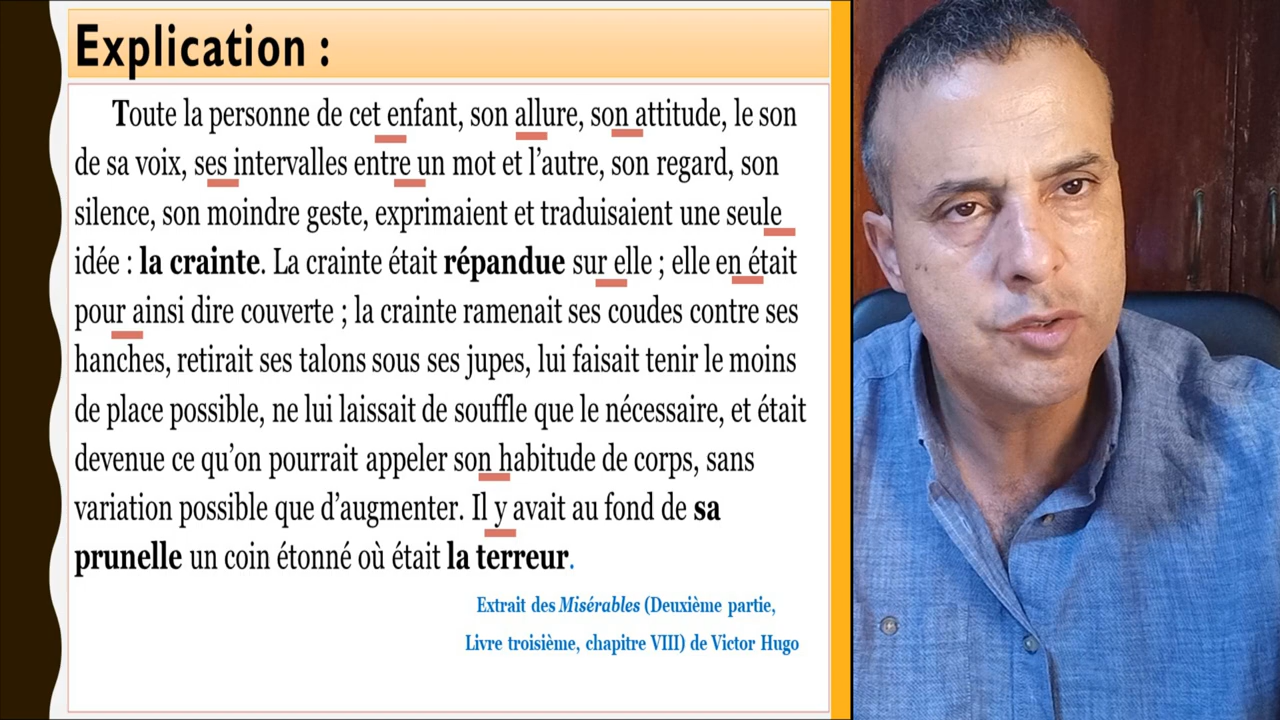 Explication :
Toute la personne de cet enfant, son allure, son attitude, le son
de sa voix, ses intervalles entre un mot et l’autre, son regard, son
silence, son moindre geste, exprimaient et traduisaient une seule
idée : la crainte. La crainte était répandue sur elle ; elle en était
pour ainsi dire couverte ; la crainte ramenait ses coudes contre ses
hanches, retirait ses talons sous ses jupes, lui faisait tenir le moins
de place possible, ne lui laissait de souffle que le nécessaire, et était
devenue ce qu’on pourrait appeler son habitude de corps, sans
variation possible que d’augmenter. Il y avait au fond de sa
prunelle un coin étonné où était la terreur.
Extrait des Misérables (Deuxième partie,
Livre troisième, chapitre VIII) de Victor Hugo